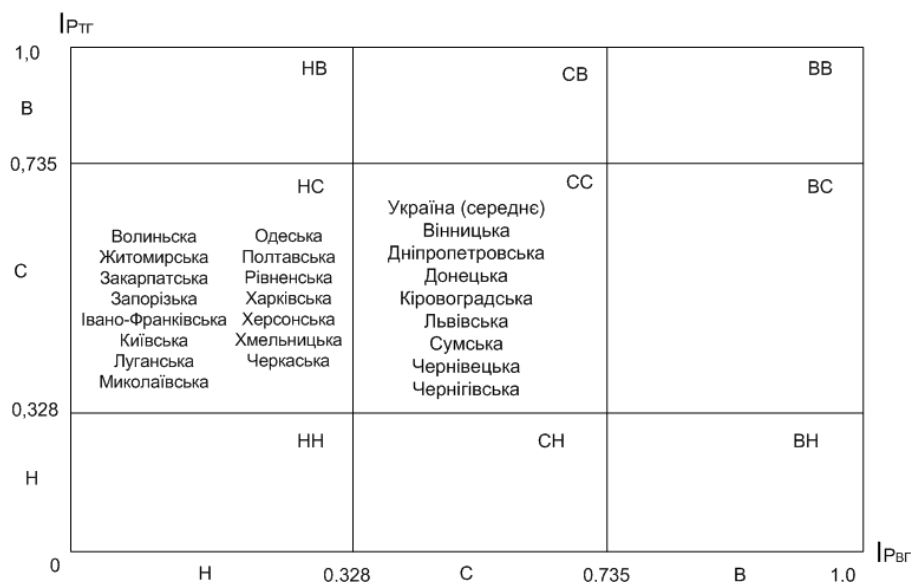 IPТГ
1,0
НВ
СВ
ВВ
В
0,735
НС
СС
ВС
Україна (середнє)
Волиньска
Одеська
Вінницька
Житомирська
Полтавська
Дніпропетровська
Закарпатська
Рівненська
Донецька
С
Запорізька
Харківська
Кіровоградська
Івано-Франківська
Херсонська
Львівська
Київська
Хмельницька
Сумська
Луганська
Черкаська
Чернівецька
Миколаївська
Чернігівська
0,328
НН
СН
ВН
Н
0
Н
0.328
С
0.735
В
1.0
IPВГ